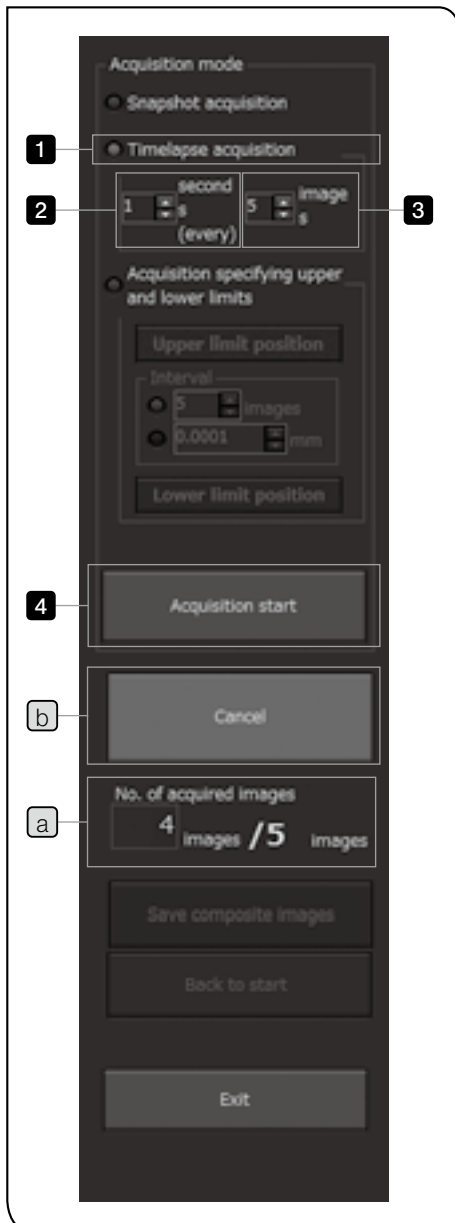 Acquisition mode
Snapshot acquisition
1 Timelapse acquisition
2 1 second
s
(every)
5 image
s 3
Acquisition specifying upper
and lower limits
Upper limit position
Interval
5 images
0.0001 mm
Lower limit position
4 Acquisition start
b Cancel
No. of acquired images
a 4 images /5 images
Save composite images
Back to start
Exit